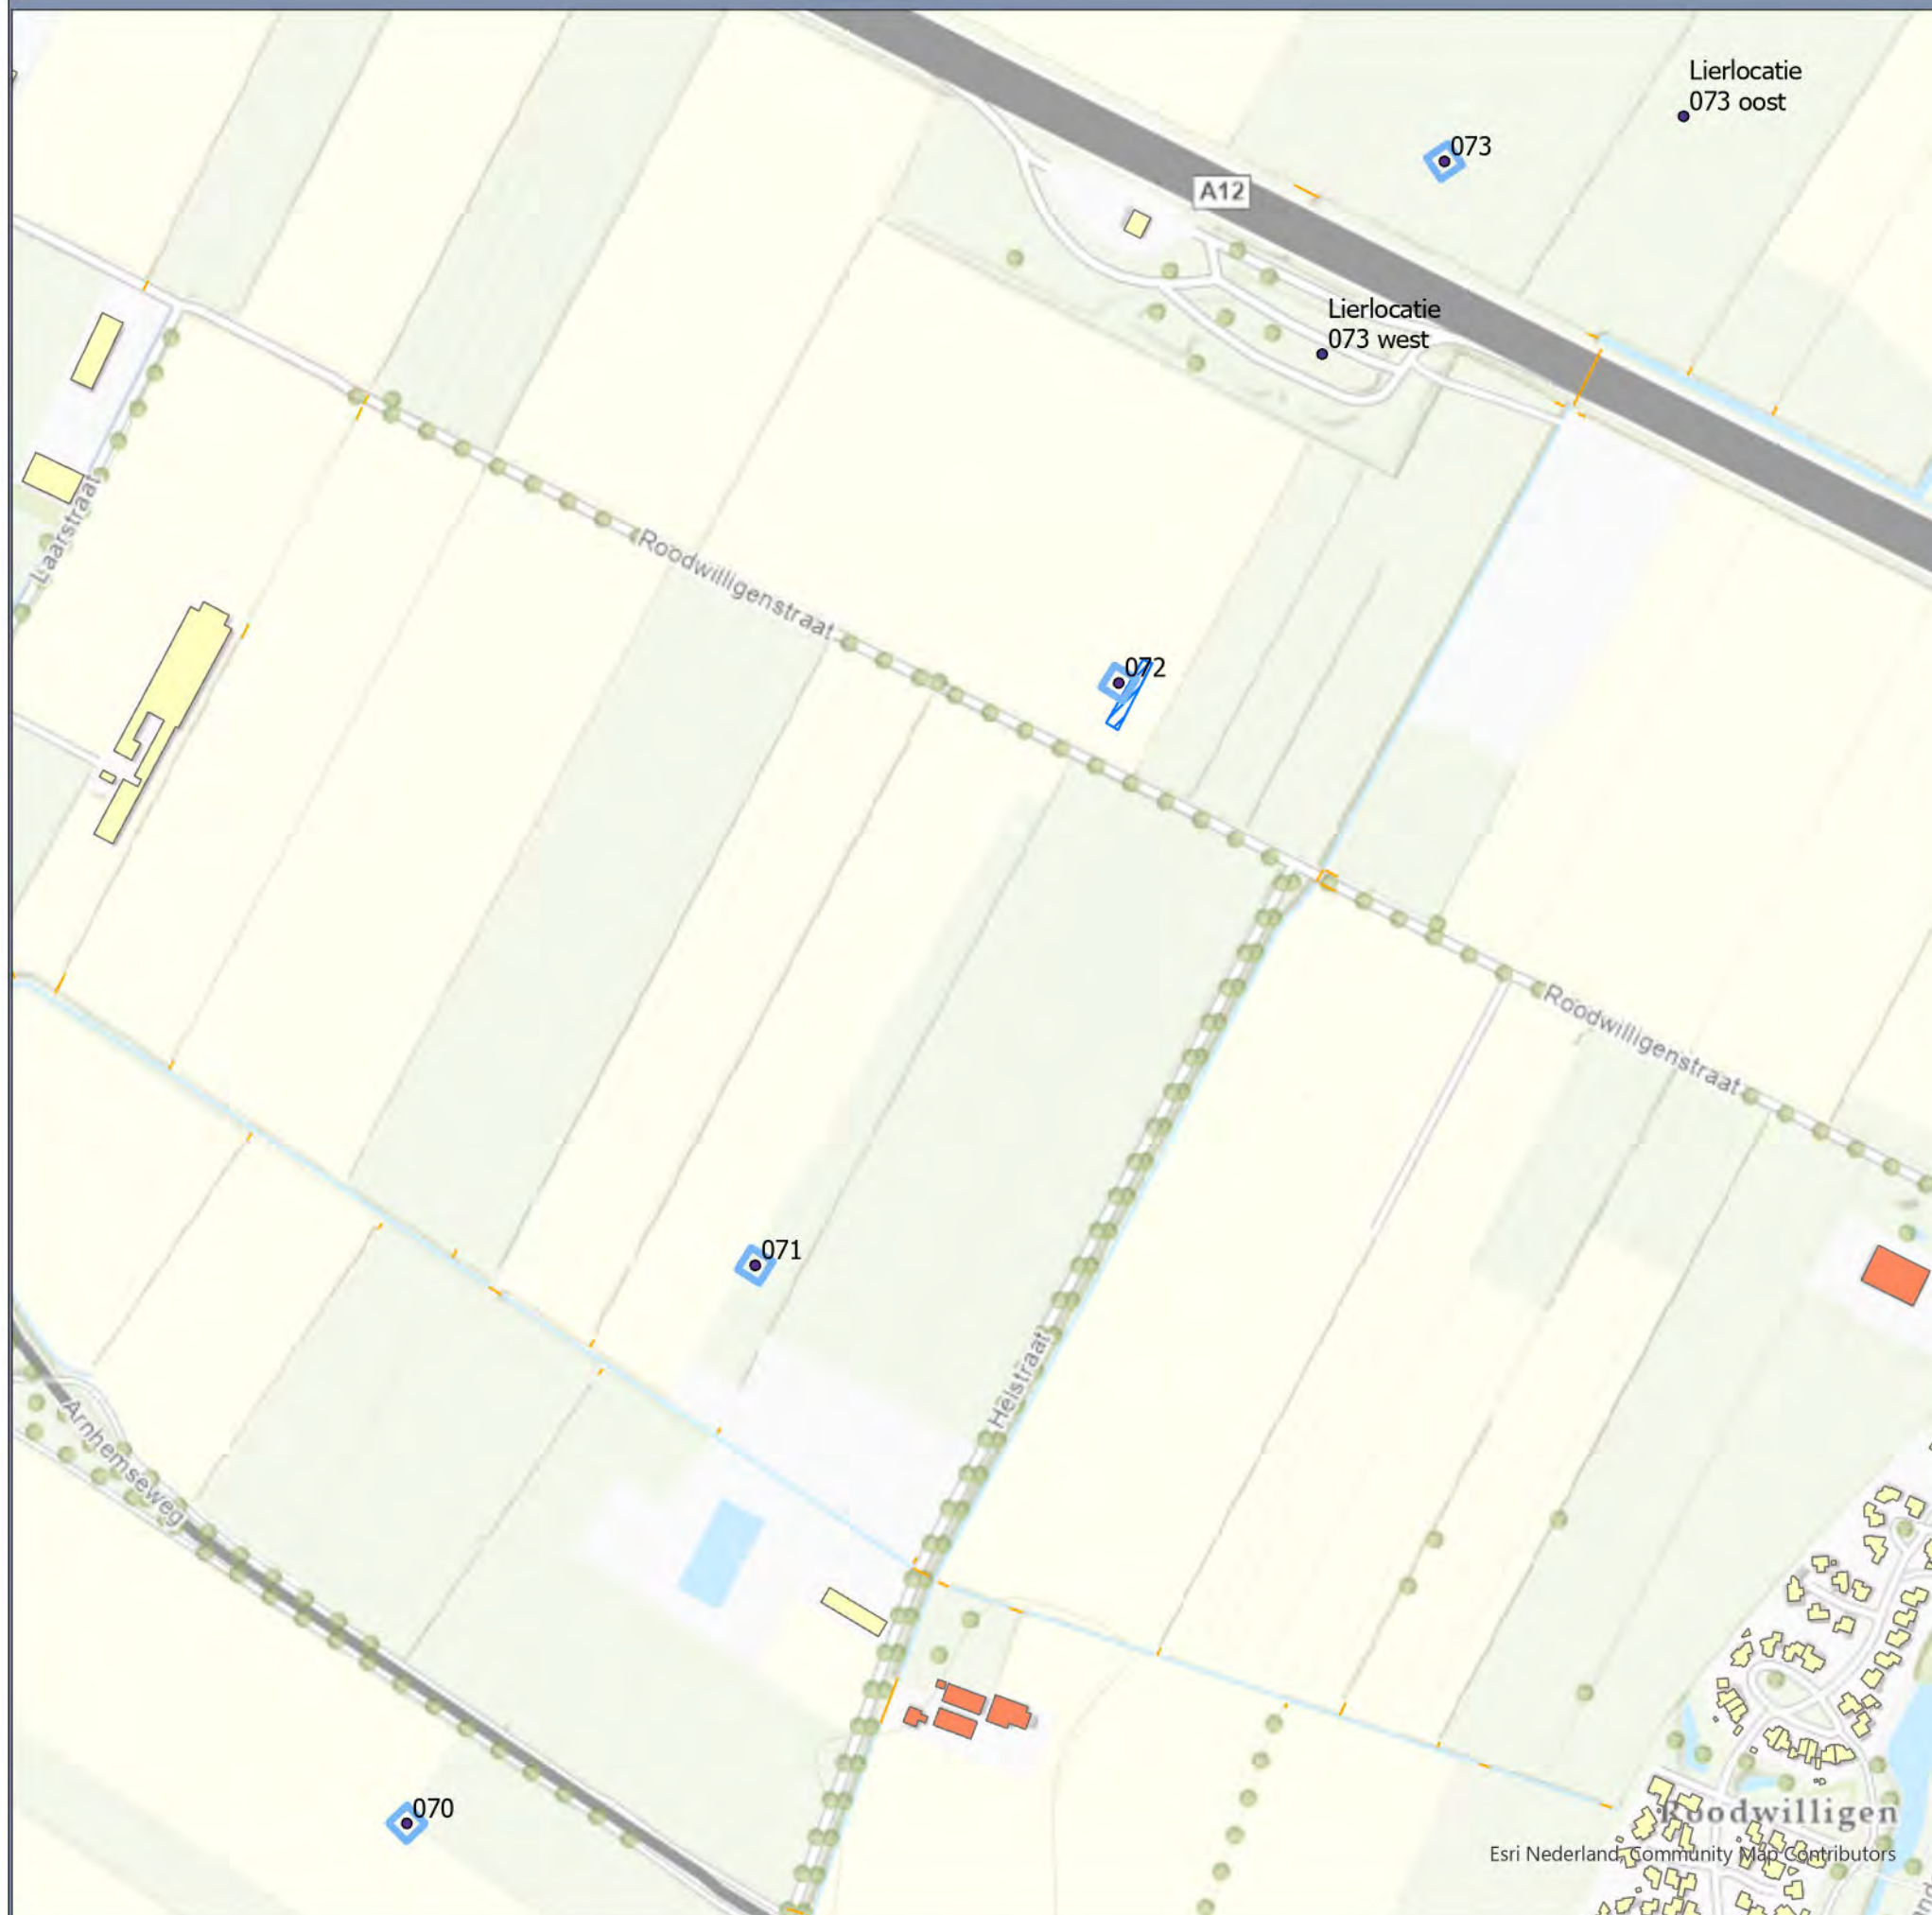 Lierlocatie
073 oost
073
A12
Lierlocatie
073 west
Laarstraat
Roodwilligenstraat
072
Roodwilligenstraat
071
Heistraat
Arnhemseweg
070
Roodwilligen
Esri Nederland, Community Map Contributors